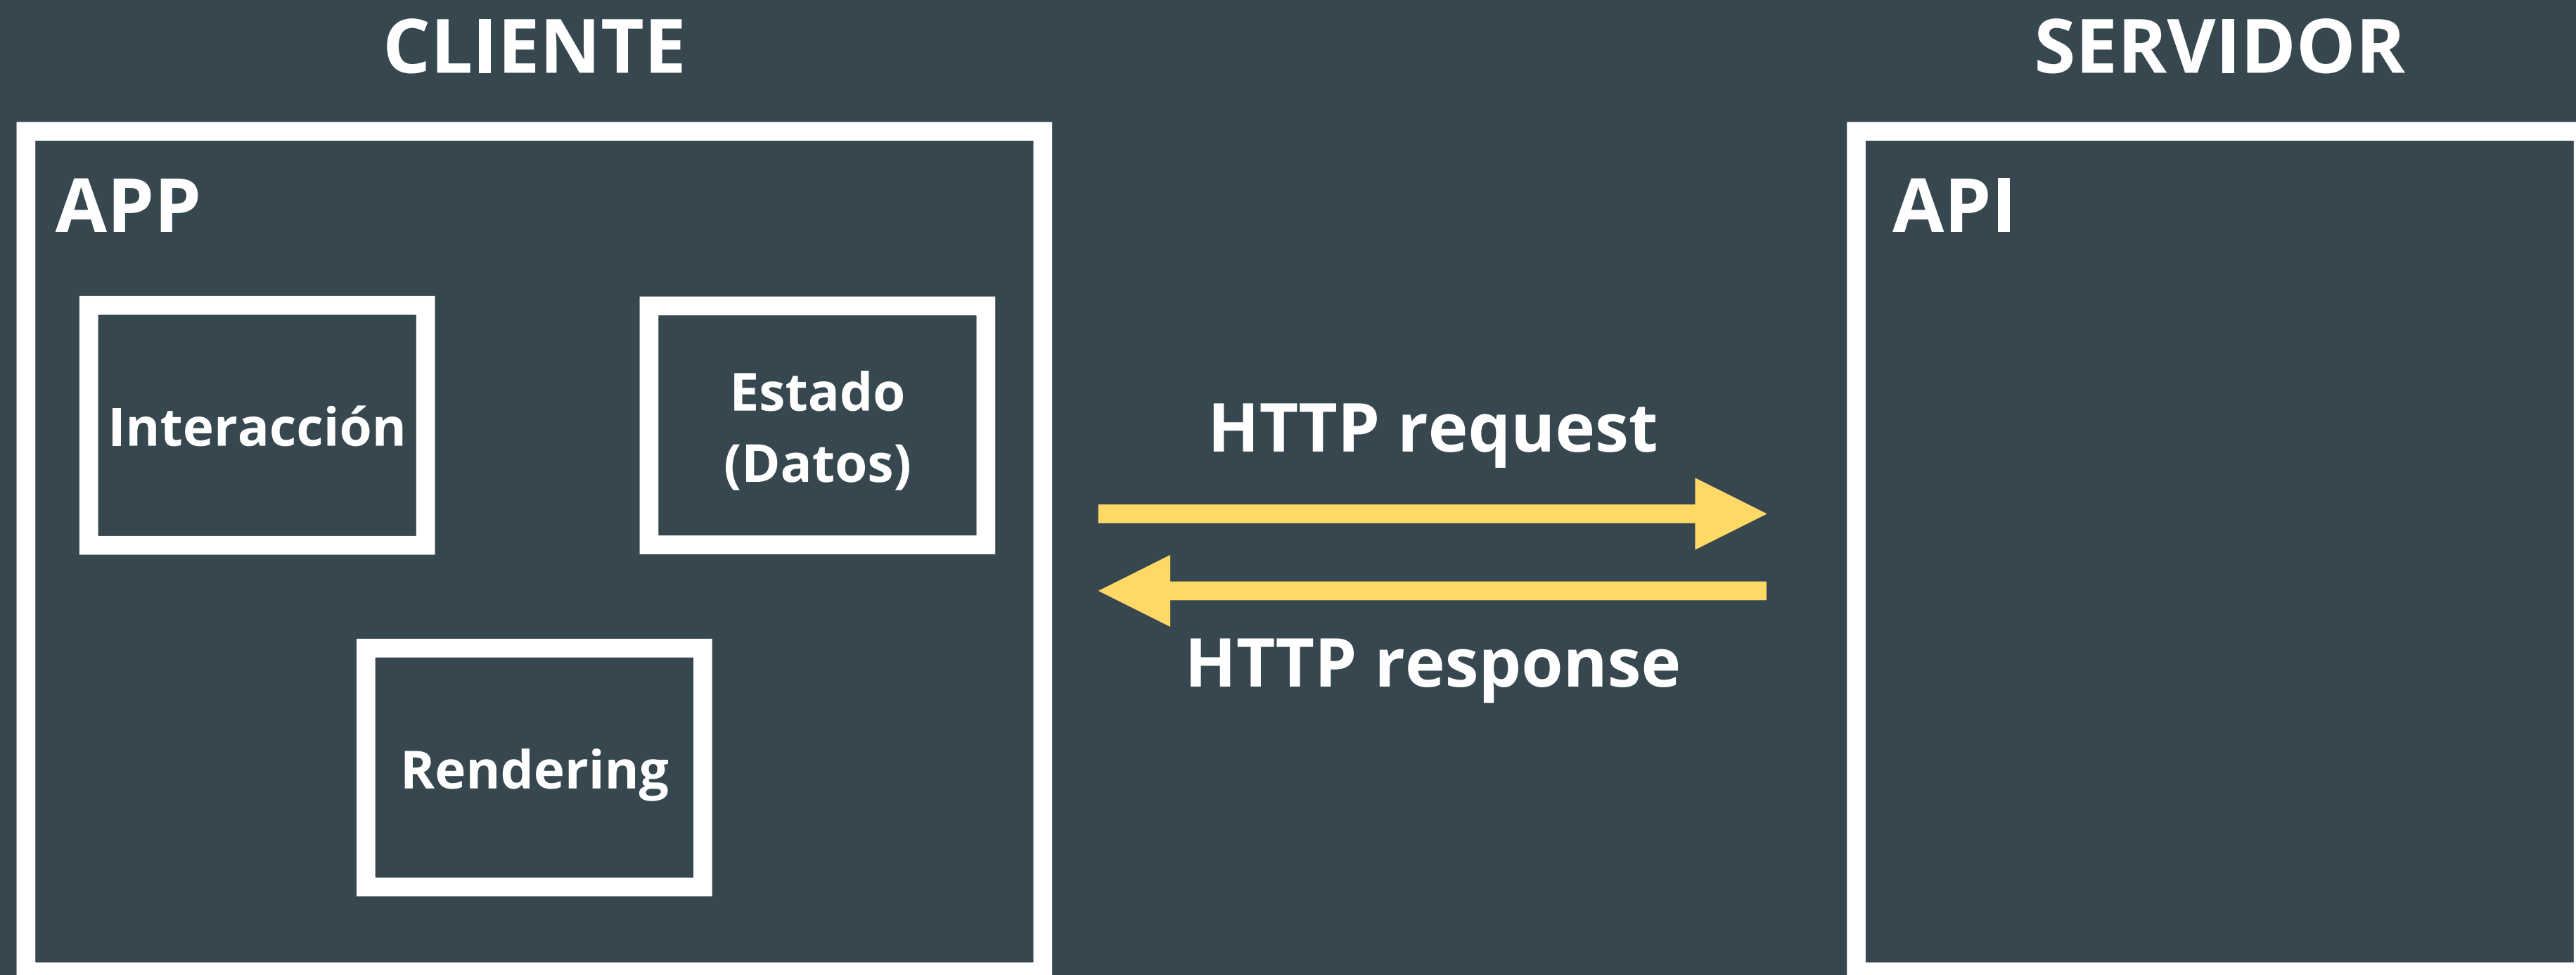 CLIENTE
SERVIDOR
APP
API
Interacción
Estado
(Datos)
HTTP request
HTTP response
Rendering